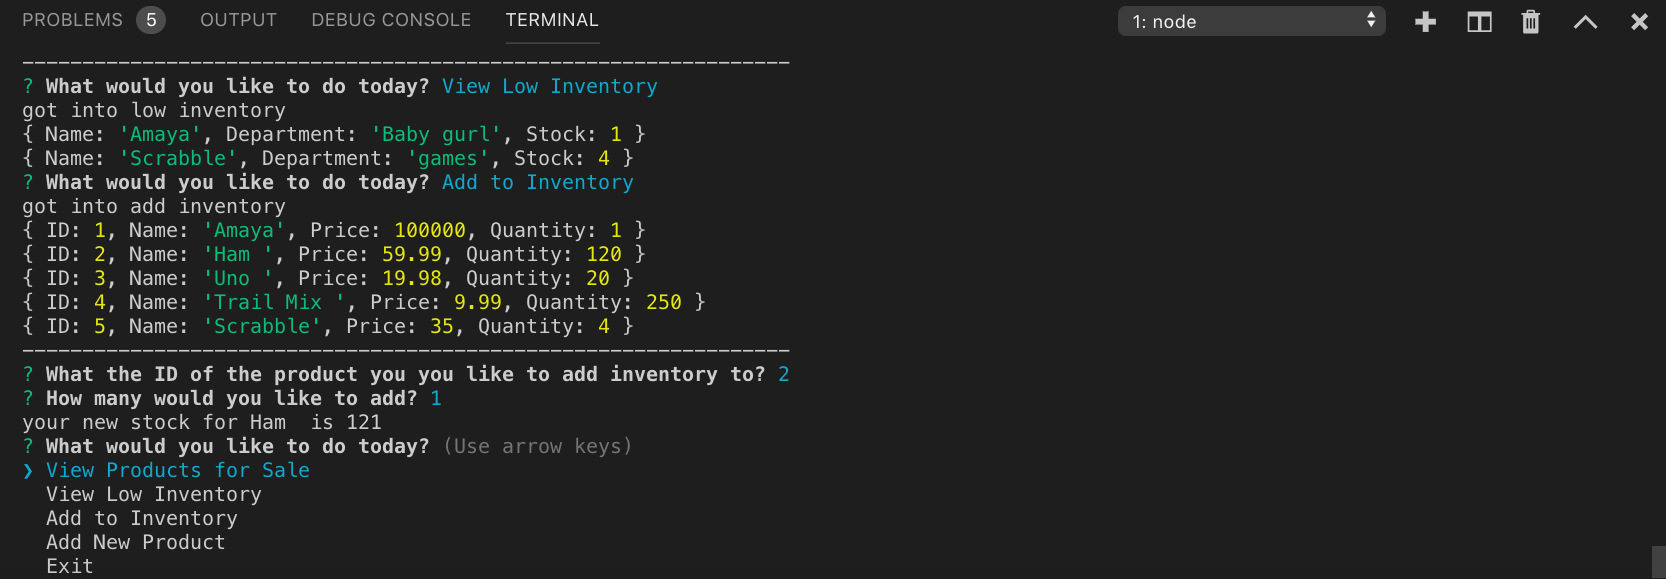 PROBLEMS 5 OUTPUT DEBUG CONSOLE TERMINAL 1: node
----------------------------------------------------------------
? What would you like to do today? View Low Inventory
got into low inventory
{ Name: 'Amaya', Department: 'Baby gurl', Stock: 1 }
{ Name: 'Scrabble', Department: 'games', Stock: 4 }
? What would you like to do today? Add to Inventory
got into add inventory
{ ID: 1, Name: 'Amaya', Price: 100000, Quantity: 1 }
{ ID: 2, Name: 'Ham ', Price: 59.99, Quantity: 120 }
{ ID: 3, Name: 'Uno ', Price: 19.98, Quantity: 20 }
{ ID: 4, Name: 'Trail Mix ', Price: 9.99, Quantity: 250 }
{ ID: 5, Name: 'Scrabble', Price: 35, Quantity: 4 }
----------------------------------------------------------------
? What the ID of the product you you like to add inventory to? 2
? How many would you like to add? 1
your new stock for Ham  is 121
? What would you like to do today? (Use arrow keys)
❯ View Products for Sale
  View Low Inventory
  Add to Inventory
  Add New Product
  Exit